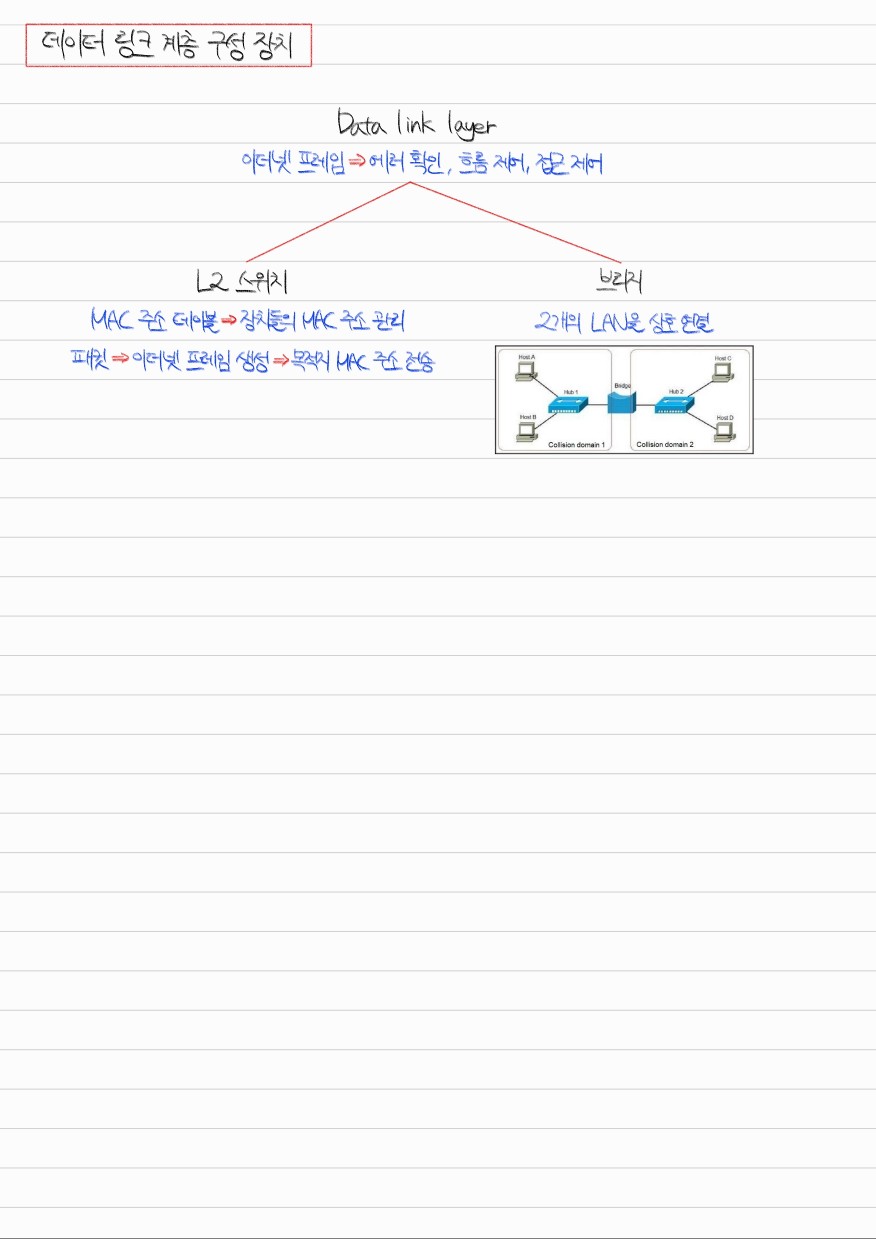 데이터 링크 계층 구성 장치
Data link layer
이더넷 프레임 ⇒ 에러 확인, 흐름 제어, 접근 제어
L2 스위치
MAC 주소 테이블 ⇒ 장치들의 MAC 주소 관리
패킷 ⇒ 이더넷 프레임 생성 ⇒ 목적지 MAC 주소 전송
브리지
2개의 LAN을 상호 연결
Host A
Host C
Hub 1
Bridge
Hub 2
Host B
Host D
Collision domain 1
Collision domain 2